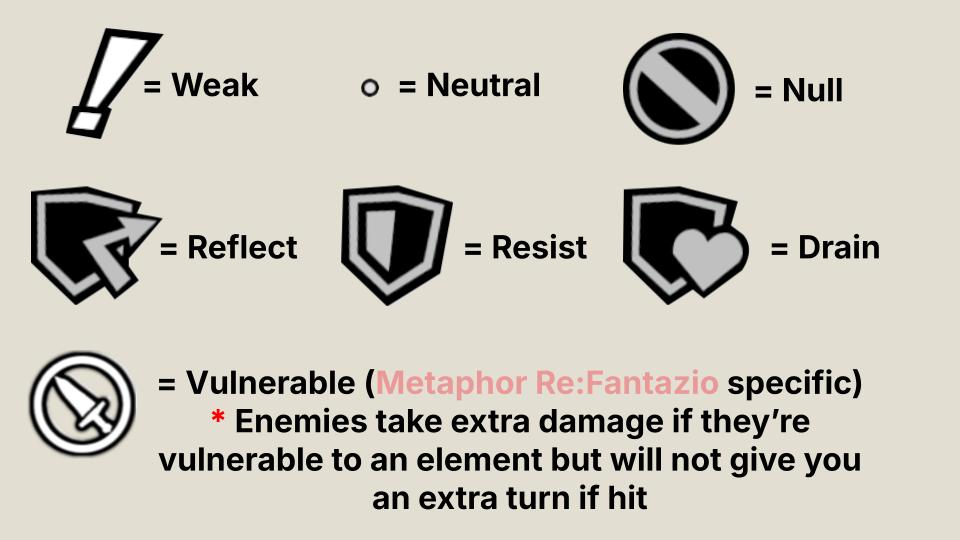 = Weak
= Neutral
= Null
= Reflect
= Resist
= Drain
= Vulnerable (Metaphor Re:Fantazio specific)
* Enemies take extra damage if they’re
vulnerable to an element but will not give you
an extra turn if hit